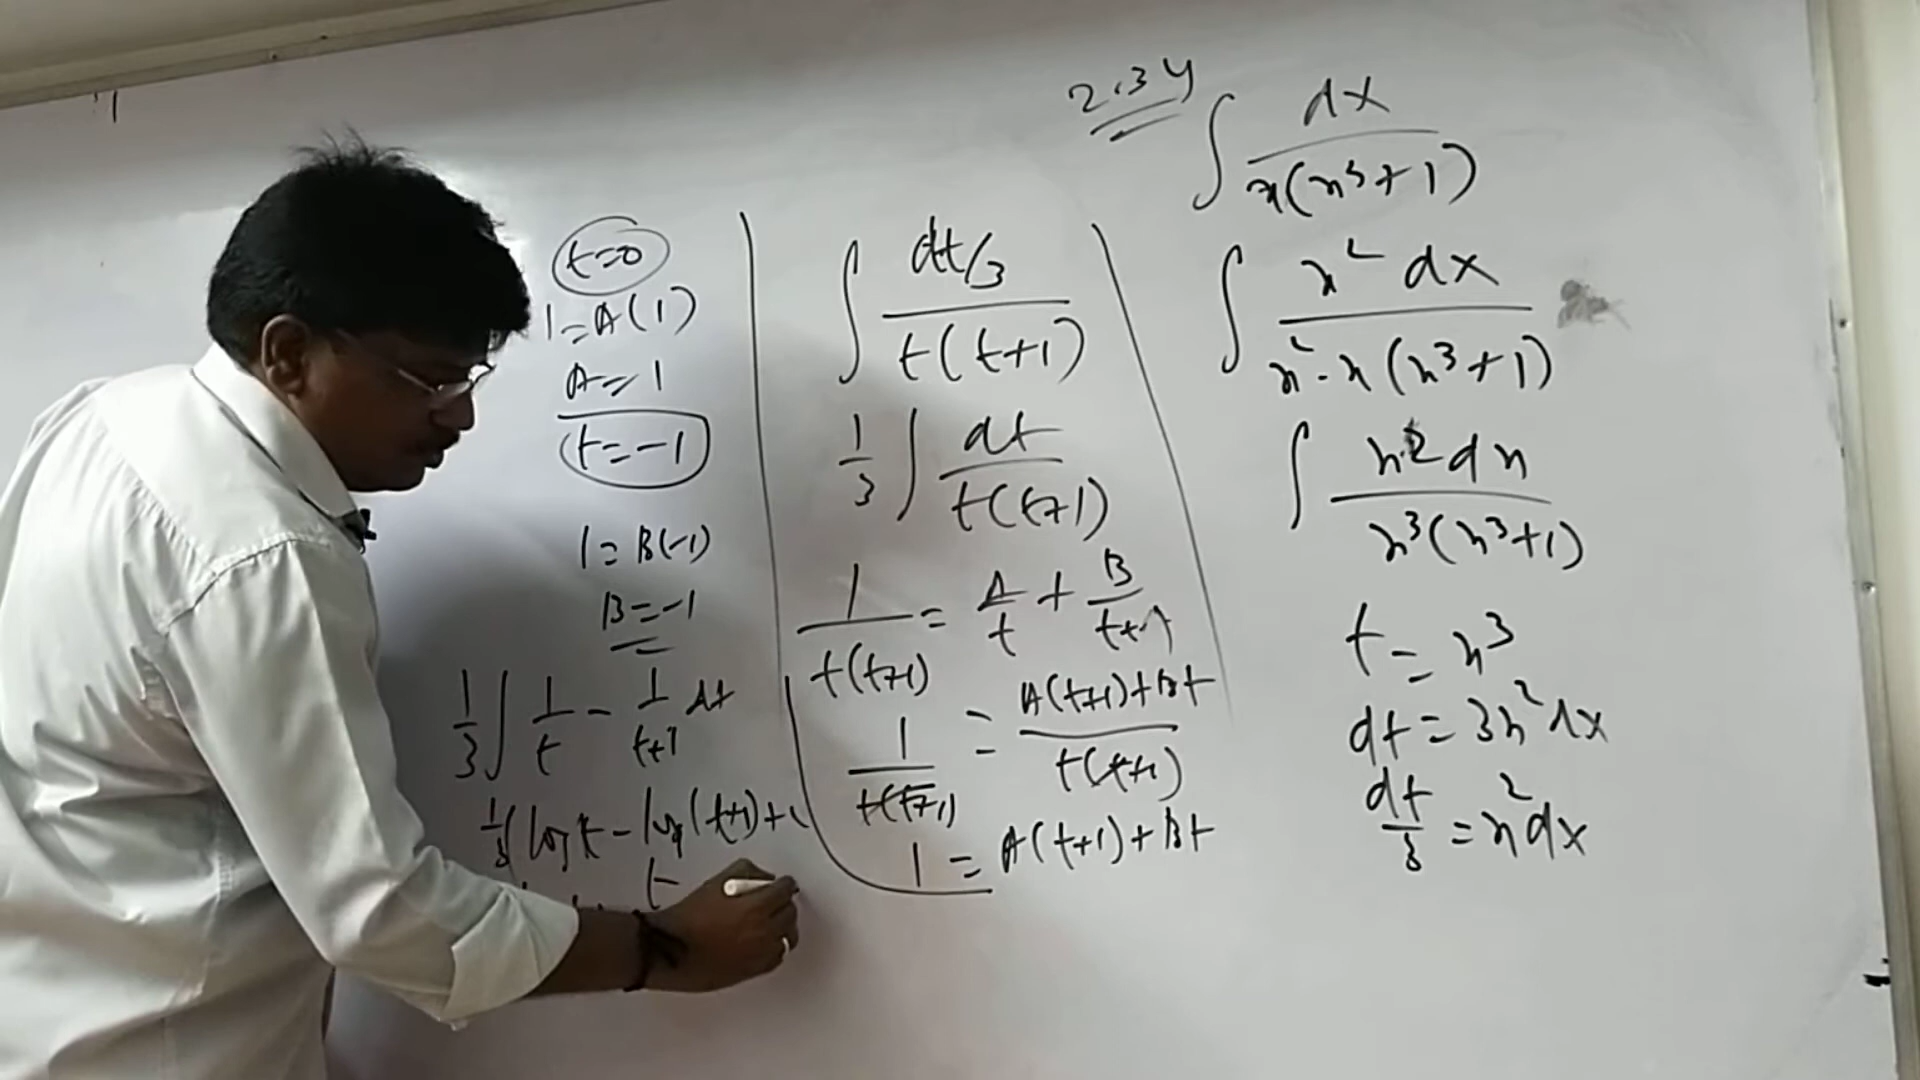 2.34
∫ dx / x(x³+1)
∫ x² dx / x²·x(x³+1)
∫ x² dx / x³(x³+1)
t = x³
dt = 3x² dx
dt/3 = x² dx
∫ dt/3 / t(t+1)
1/3 ∫ dt / t(t+1)
1 / t(t+1) = A/t + B/t+1
1 / t(t+1) = A(t+1)+Bt / t(t+1)
1 = A(t+1)+Bt
t=0
1=A(1)
A=1
t=-1
1=B(-1)
B=-1
1/3 ∫ 1/t - 1/t+1 dt
1/3 (log t - log(t+1)+c
t